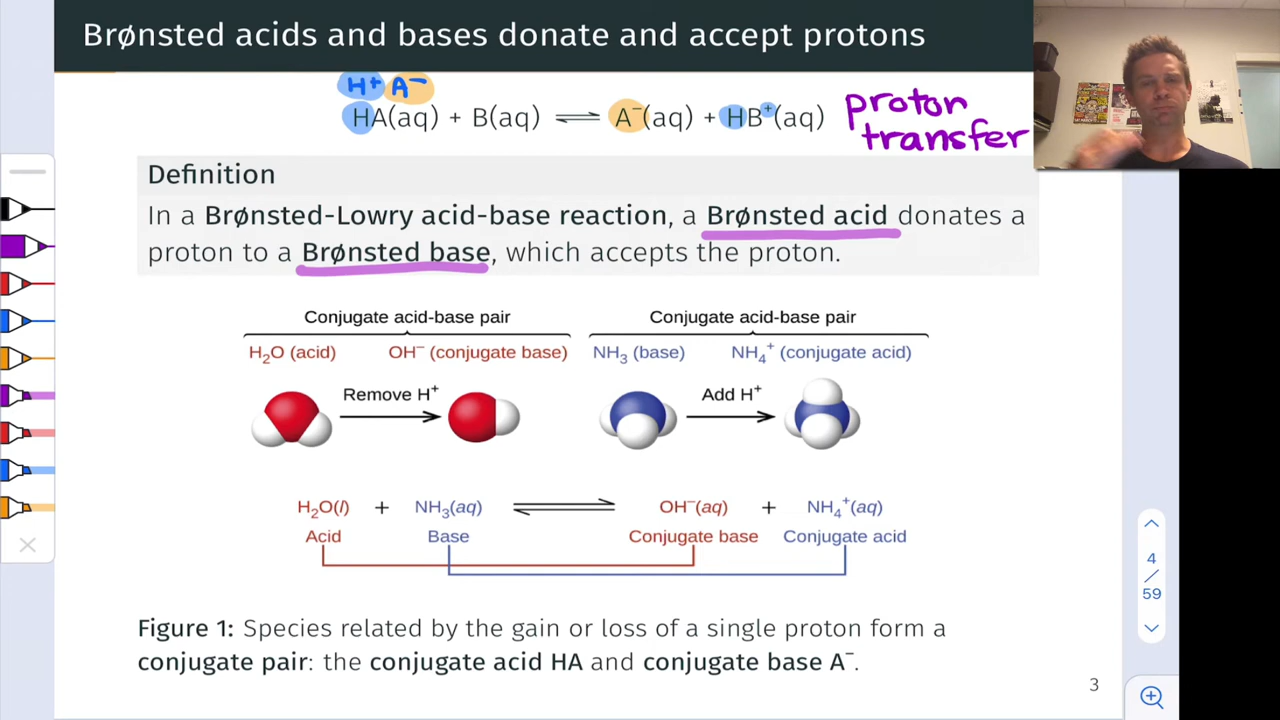 Brønsted acids and bases donate and accept protons
H⁺ A⁻
HA(aq) + B(aq) ⇌ A⁻(aq) + HB⁺(aq)
proton
transfer
Definition
In a Brønsted-Lowry acid-base reaction, a Brønsted acid donates a
proton to a Brønsted base, which accepts the proton.
Conjugate acid-base pair Conjugate acid-base pair
H₂O (acid) OH⁻ (conjugate base) NH₃ (base) NH₄⁺ (conjugate acid)
Remove H⁺ Add H⁺
H₂O(l) + NH₃(aq) ⇌ OH⁻(aq) + NH₄⁺(aq)
Acid Base Conjugate base Conjugate acid
Figure 1: Species related by the gain or loss of a single proton form a
conjugate pair: the conjugate acid HA and conjugate base A⁻.
3
4
/
59